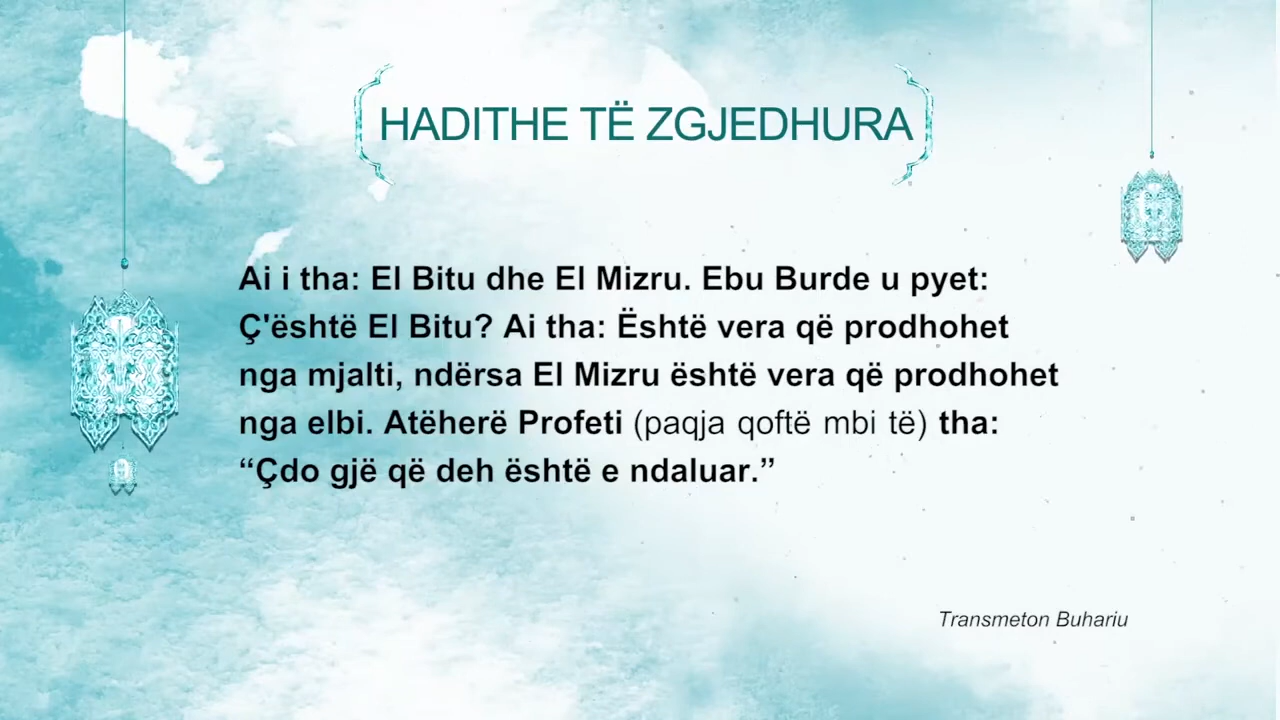 HADITHE TË ZGJEDHURA
Ai i tha: El Bitu dhe El Mizru. Ebu Burde u pyet:
Ç'është El Bitu? Ai tha: Është vera që prodhohet
nga mjalti, ndërsa El Mizru është vera që prodhohet
nga elbi. Atëherë Profeti (paqja qoftë mbi të) tha:
“Çdo gjë që deh është e ndaluar.”
Transmeton Buhariu